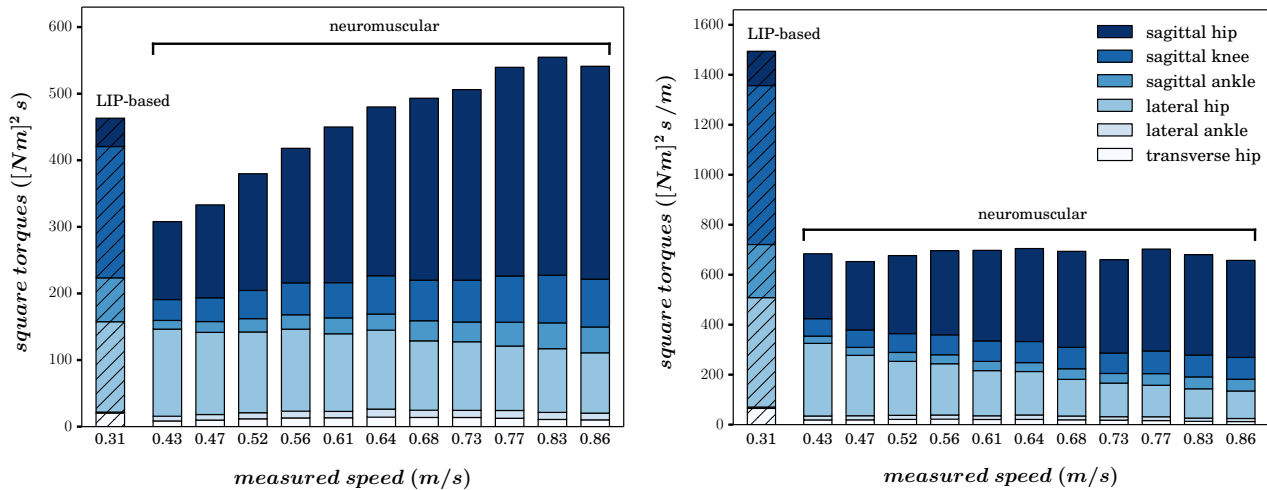 square torques ([Nm]² s)
600
500
400
300
200
100
0
LIP-based
neuromuscular
0.31 0.43 0.47 0.52 0.56 0.61 0.64 0.68 0.73 0.77 0.83 0.86
measured speed (m/s)
square torques ([Nm]² s /m)
1600
1400
1200
1000
800
600
400
200
0
LIP-based
sagittal hip
sagittal knee
sagittal ankle
lateral hip
lateral ankle
transverse hip
neuromuscular
0.31 0.43 0.47 0.52 0.56 0.61 0.64 0.68 0.73 0.77 0.83 0.86
measured speed (m/s)